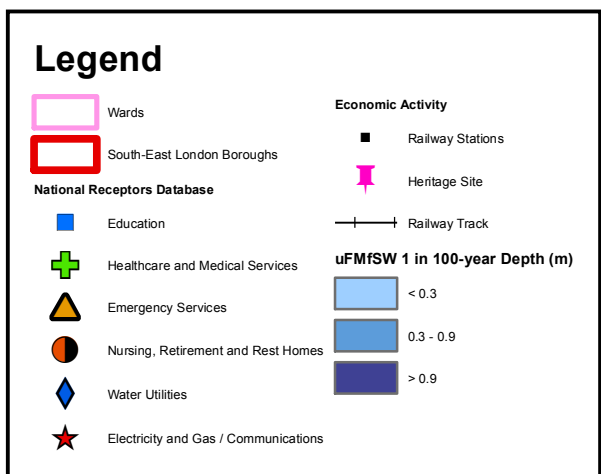 Legend
Wards
South-East London Boroughs
National Receptors Database
Education
Healthcare and Medical Services
Emergency Services
Nursing, Retirement and Rest Homes
Water Utilities
Electricity and Gas / Communications
Economic Activity
Railway Stations
Heritage Site
Railway Track
uFMfSW 1 in 100-year Depth (m)
< 0.3
0.3 - 0.9
> 0.9